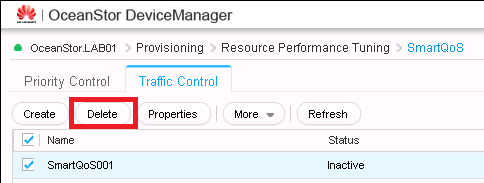 OceanStor DeviceManager
OceanStor.LAB01 > Provisioning > Resource Performance Tuning > SmartQoS
Priority Control Traffic Control
Create Delete Properties More Refresh
Name Status
SmartQoS001 Inactive